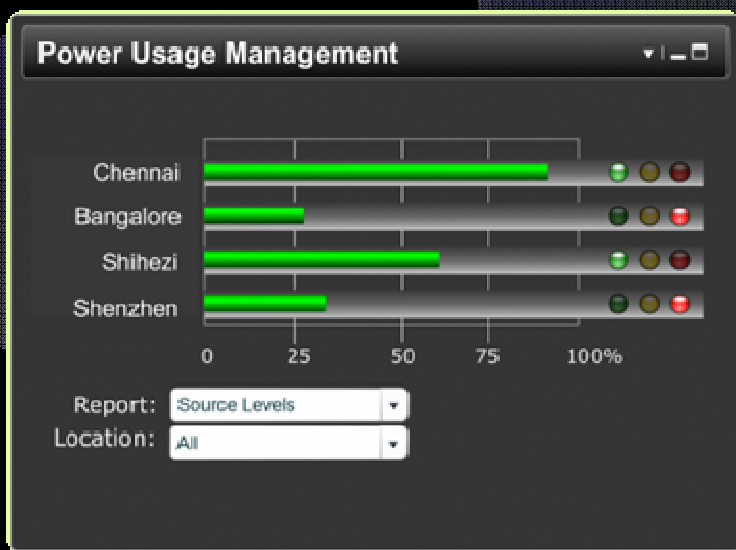 Power Usage Management
Chennai
Bangalore
Shihezi
Shenzhen
0 25 50 75 100%
Report: Source Levels
Location: All